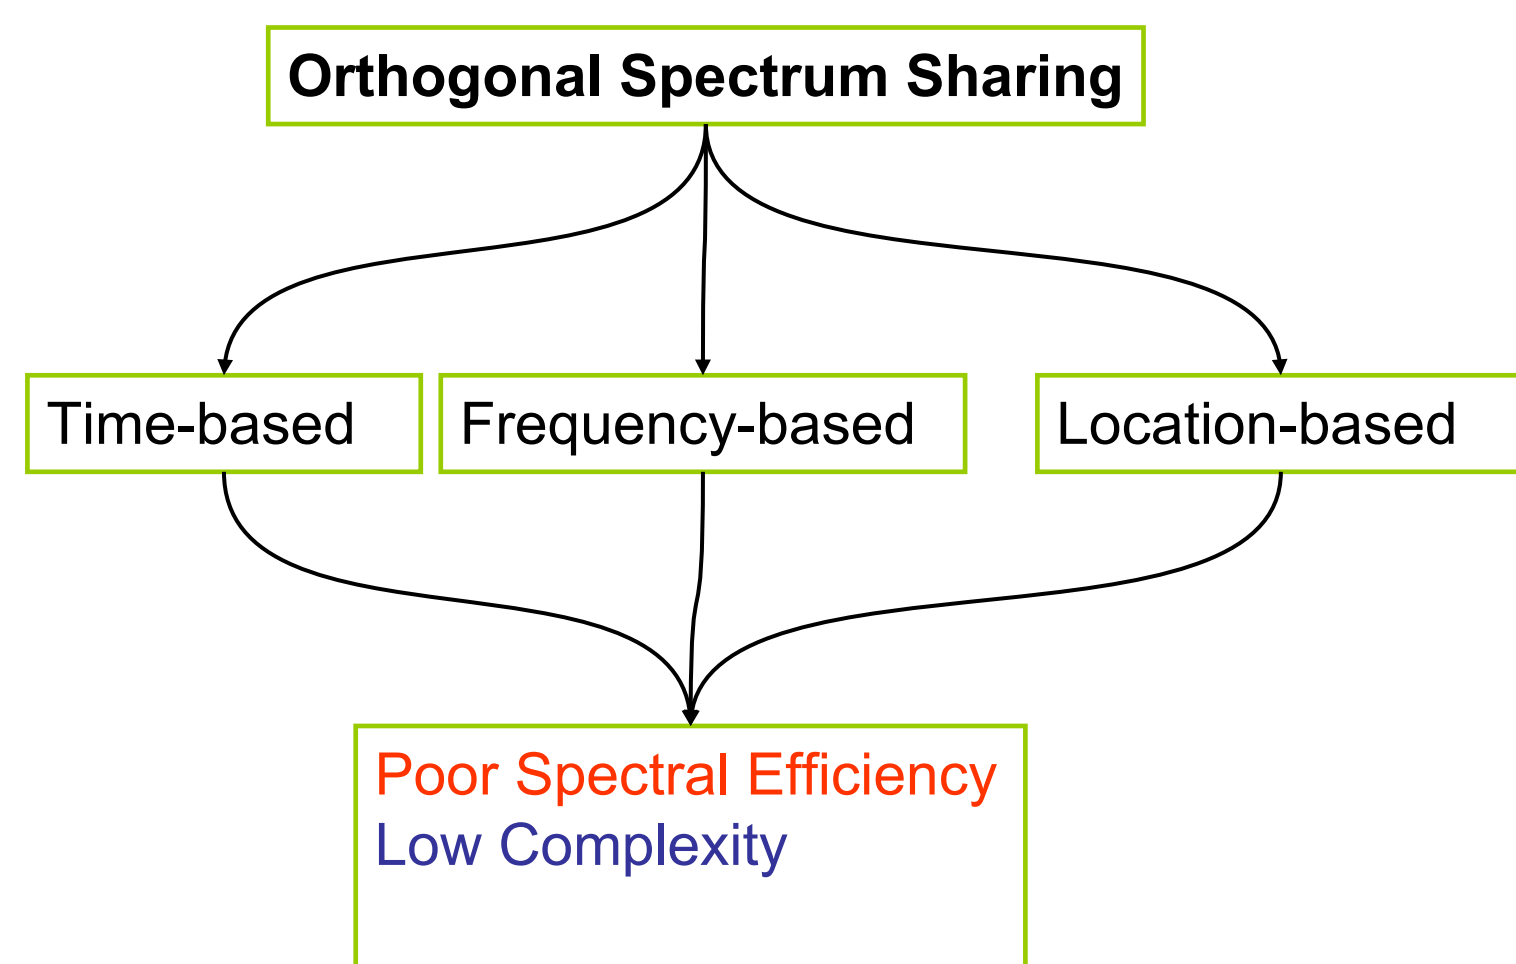 Orthogonal Spectrum Sharing
Time-based
Frequency-based
Location-based
Poor Spectral Efficiency
Low Complexity